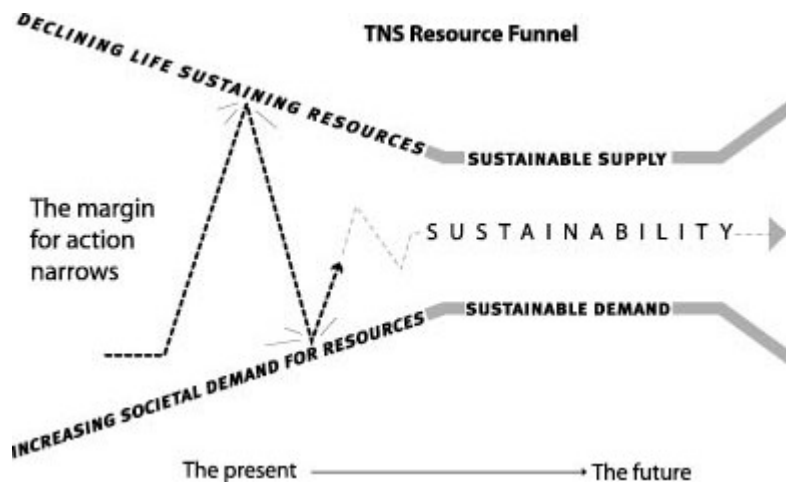 TNS Resource Funnel
DECLINING LIFE SUSTAINING RESOURCES
SUSTAINABLE SUPPLY
The margin
for action
narrows
SUSTAINABILITY
SUSTAINABLE DEMAND
INCREASING SOCIETAL DEMAND FOR RESOURCES
The present
The future